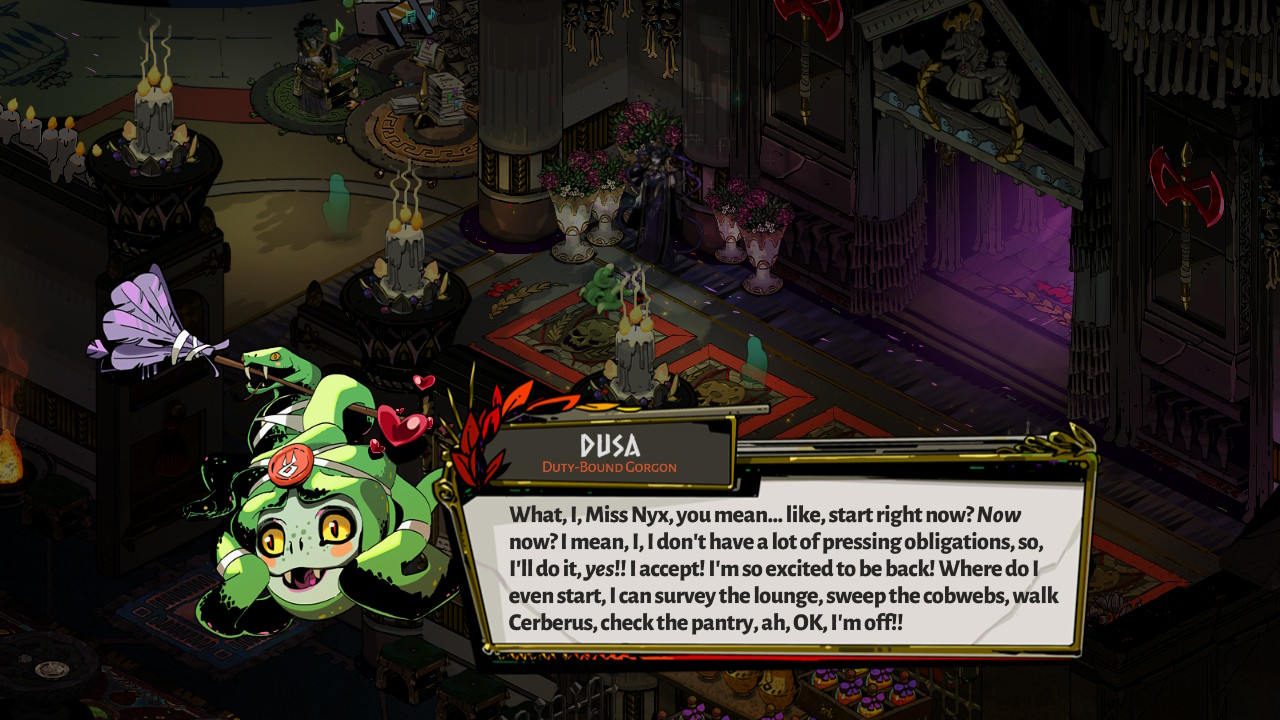 DUSA
Duty-Bound Gorgon
What, I, Miss Nyx, you mean... like, start right now? Now
now? I mean, I, I don't have a lot of pressing obligations, so,
I'll do it, yes!! I accept! I'm so excited to be back! Where do I
even start, I can survey the lounge, sweep the cobwebs, walk
Cerberus, check the pantry, ah, OK, I'm off!!